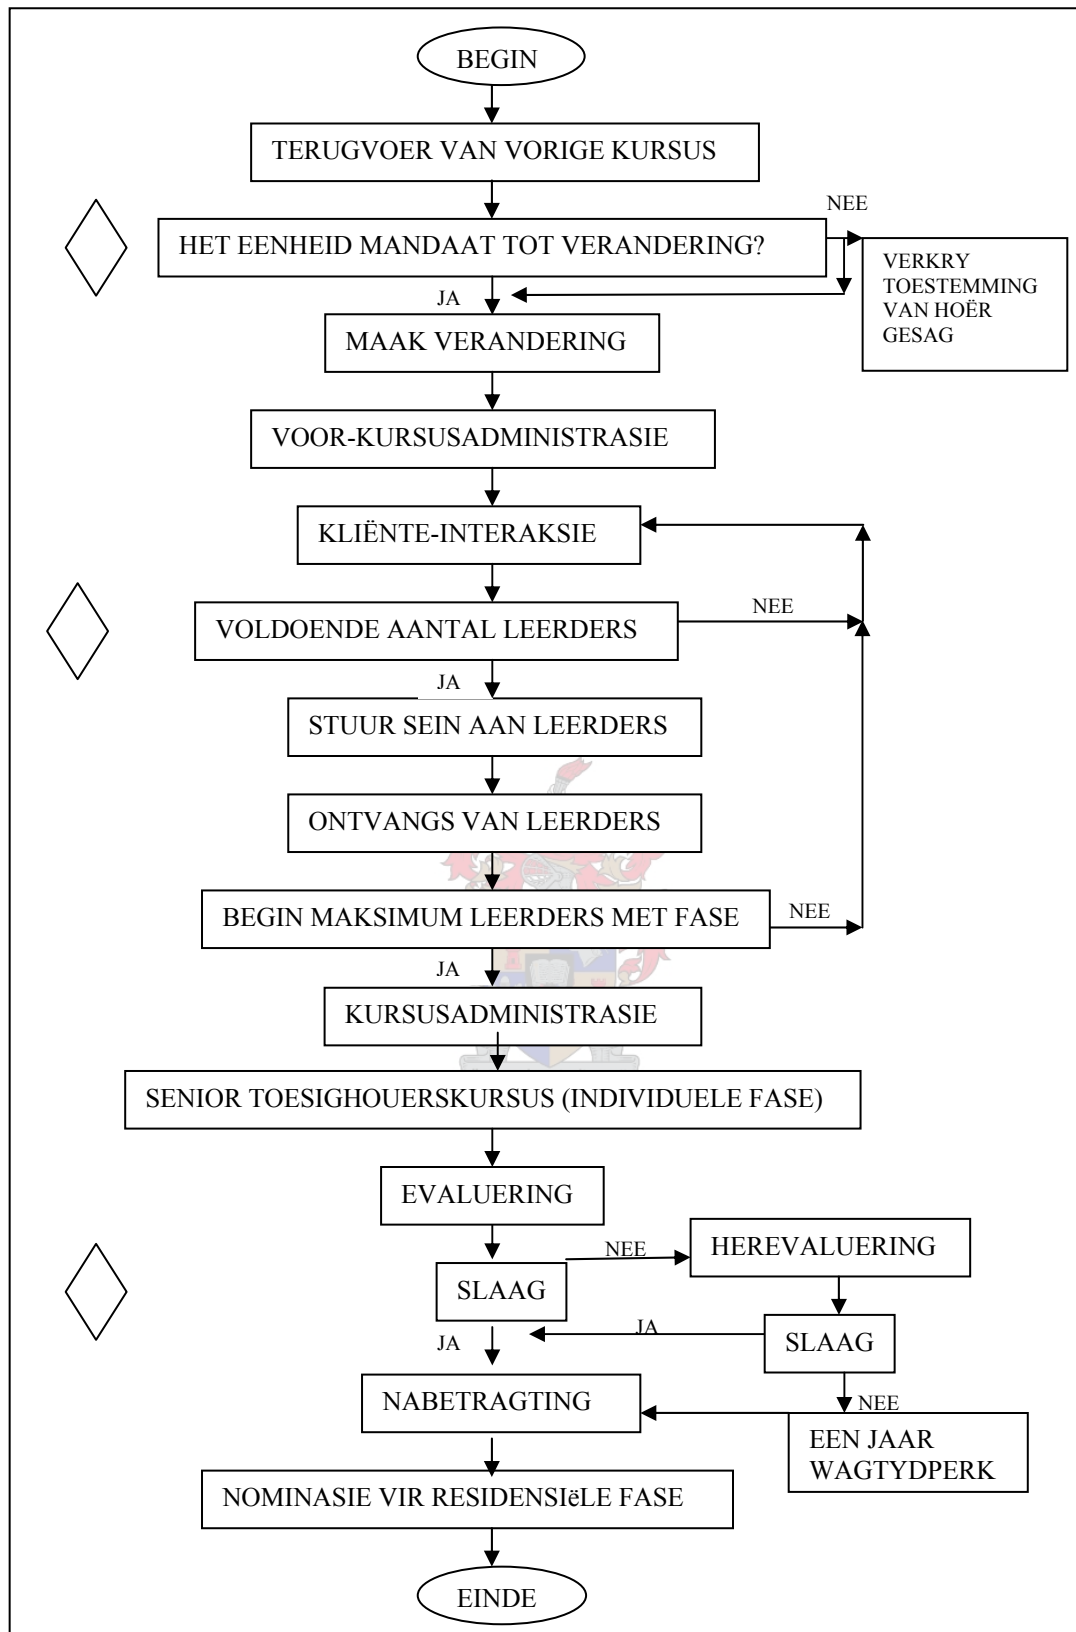 BEGIN
TERUGVOER VAN VORIGE KURSUS
NEE
HET EENHEID MANDAAT TOT VERANDERING?
VERKRY
TOESTEMMING
VAN HOËR
GESAG
JA
MAAK VERANDERING
VOOR-KURSUSADMINISTRASIE
KLIËNTE-INTERAKSIE
VOLDOENDE AANTAL LEERDERS
NEE
JA
STUUR SEIN AAN LEERDERS
ONTVANGS VAN LEERDERS
BEGIN MAKSIMUM LEERDERS MET FASE
NEE
JA
KURSUSADMINISTRASIE
SENIOR TOESIGHOUERSKURSUS (INDIVIDUELE FASE)
EVALUERING
NEE
HEREVALUERING
SLAAG
JA
JA
SLAAG
NABETRAGTING
NEE
EEN JAAR
WAGTYDPERK
NOMINASIE VIR RESIDENSIëLE FASE
EINDE